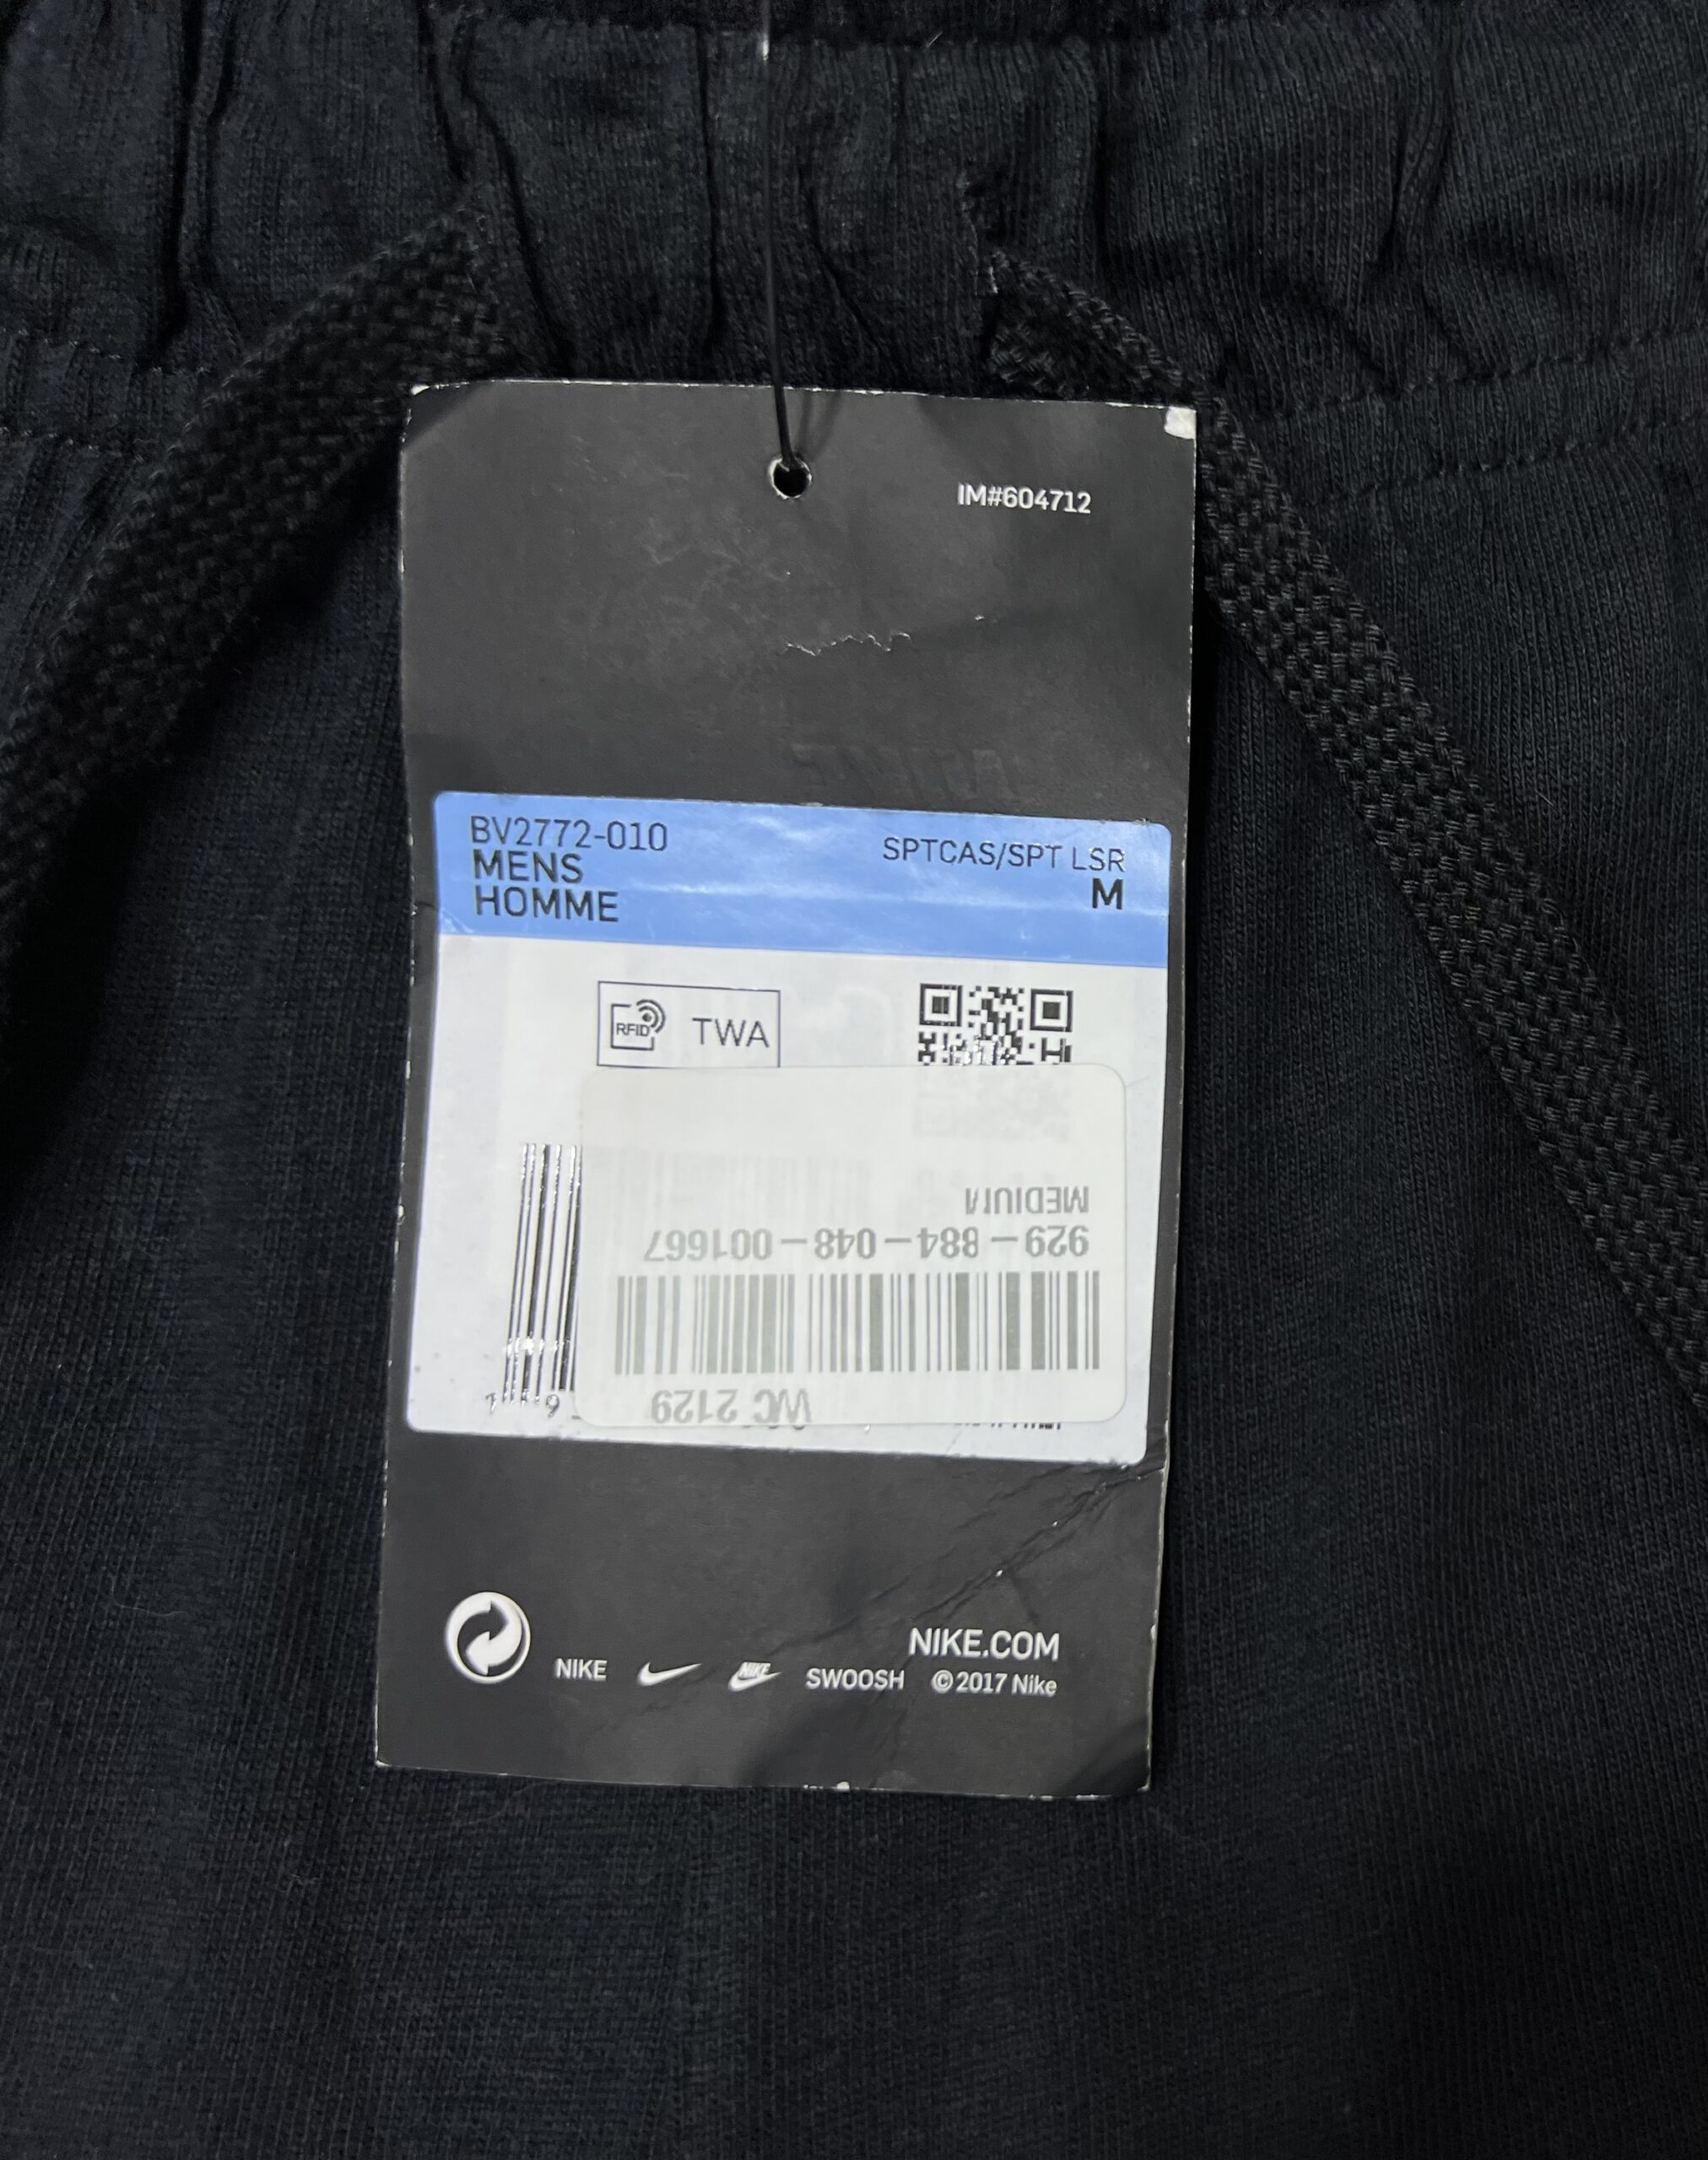 IM#604712
BV2772-010
SPTCAS/SPT LSR
MENS
M
HOMME
RFID TWA
WC 2129
929-884-048-001667
MEDIUM
NIKE.COM
NIKE NIKE SWOOSH ©2017 Nike